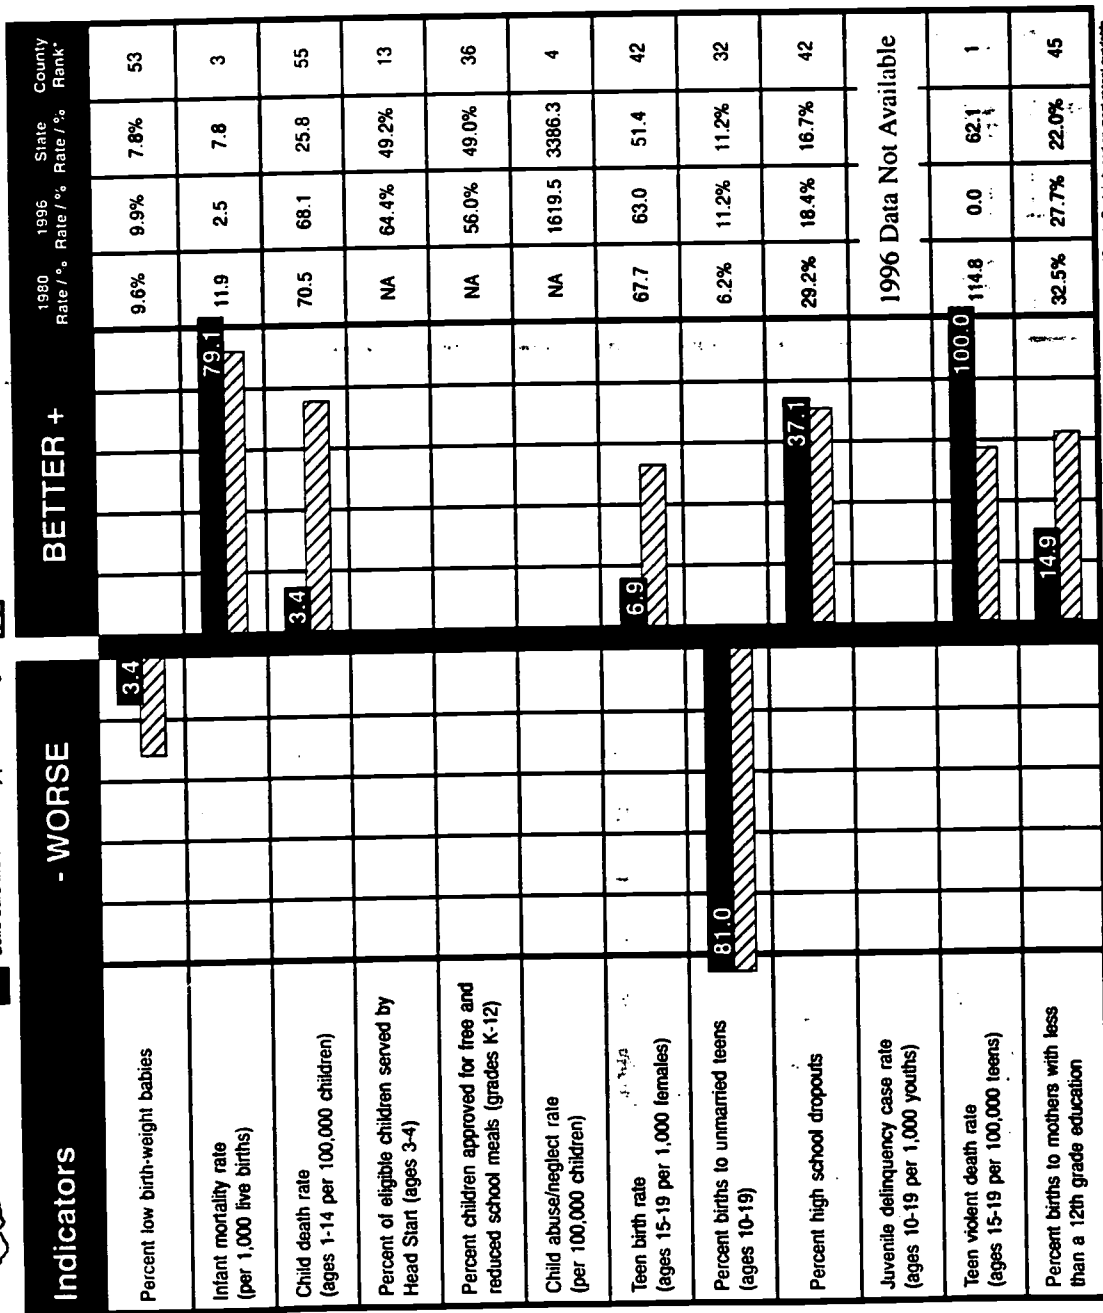 Indicators - WORSE BETTER + 1980 Rate / % 1996 Rate / % State Rate / % County Rank*
Percent low birth-weight babies 3.4 9.6% 9.9% 7.8% 53
Infant mortality rate
(per 1,000 live births) 79.1 11.9 2.5 7.8 3
Child death rate
(ages 1-14 per 100,000 children) 3.4 70.5 68.1 25.8 55
Percent of eligible children served by
Head Start (ages 3-4) NA 64.4% 49.2% 13
Percent children approved for free and
reduced school meals (grades K-12) NA 56.0% 49.0% 36
Child abuse/neglect rate
(per 100,000 children) NA 1619.5 3386.3 4
Teen birth rate
(ages 15-19 per 1,000 females) 6.9 67.7 63.0 51.4 42
Percent births to unmarried teens
(ages 10-19) 81.0 6.2% 11.2% 11.2% 32
Percent high school dropouts 37.1 29.2% 18.4% 16.7% 42
Juvenile delinquency case rate
(ages 10-19 per 1,000 youths) 1996 Data Not Available
Teen violent death rate
(ages 15-19 per 100,000 teens) 100.0 114.8 0.0 62.1 1
Percent births to mothers with less
than a 12th grade education 14.9 32.5% 27.7% 22.0% 45